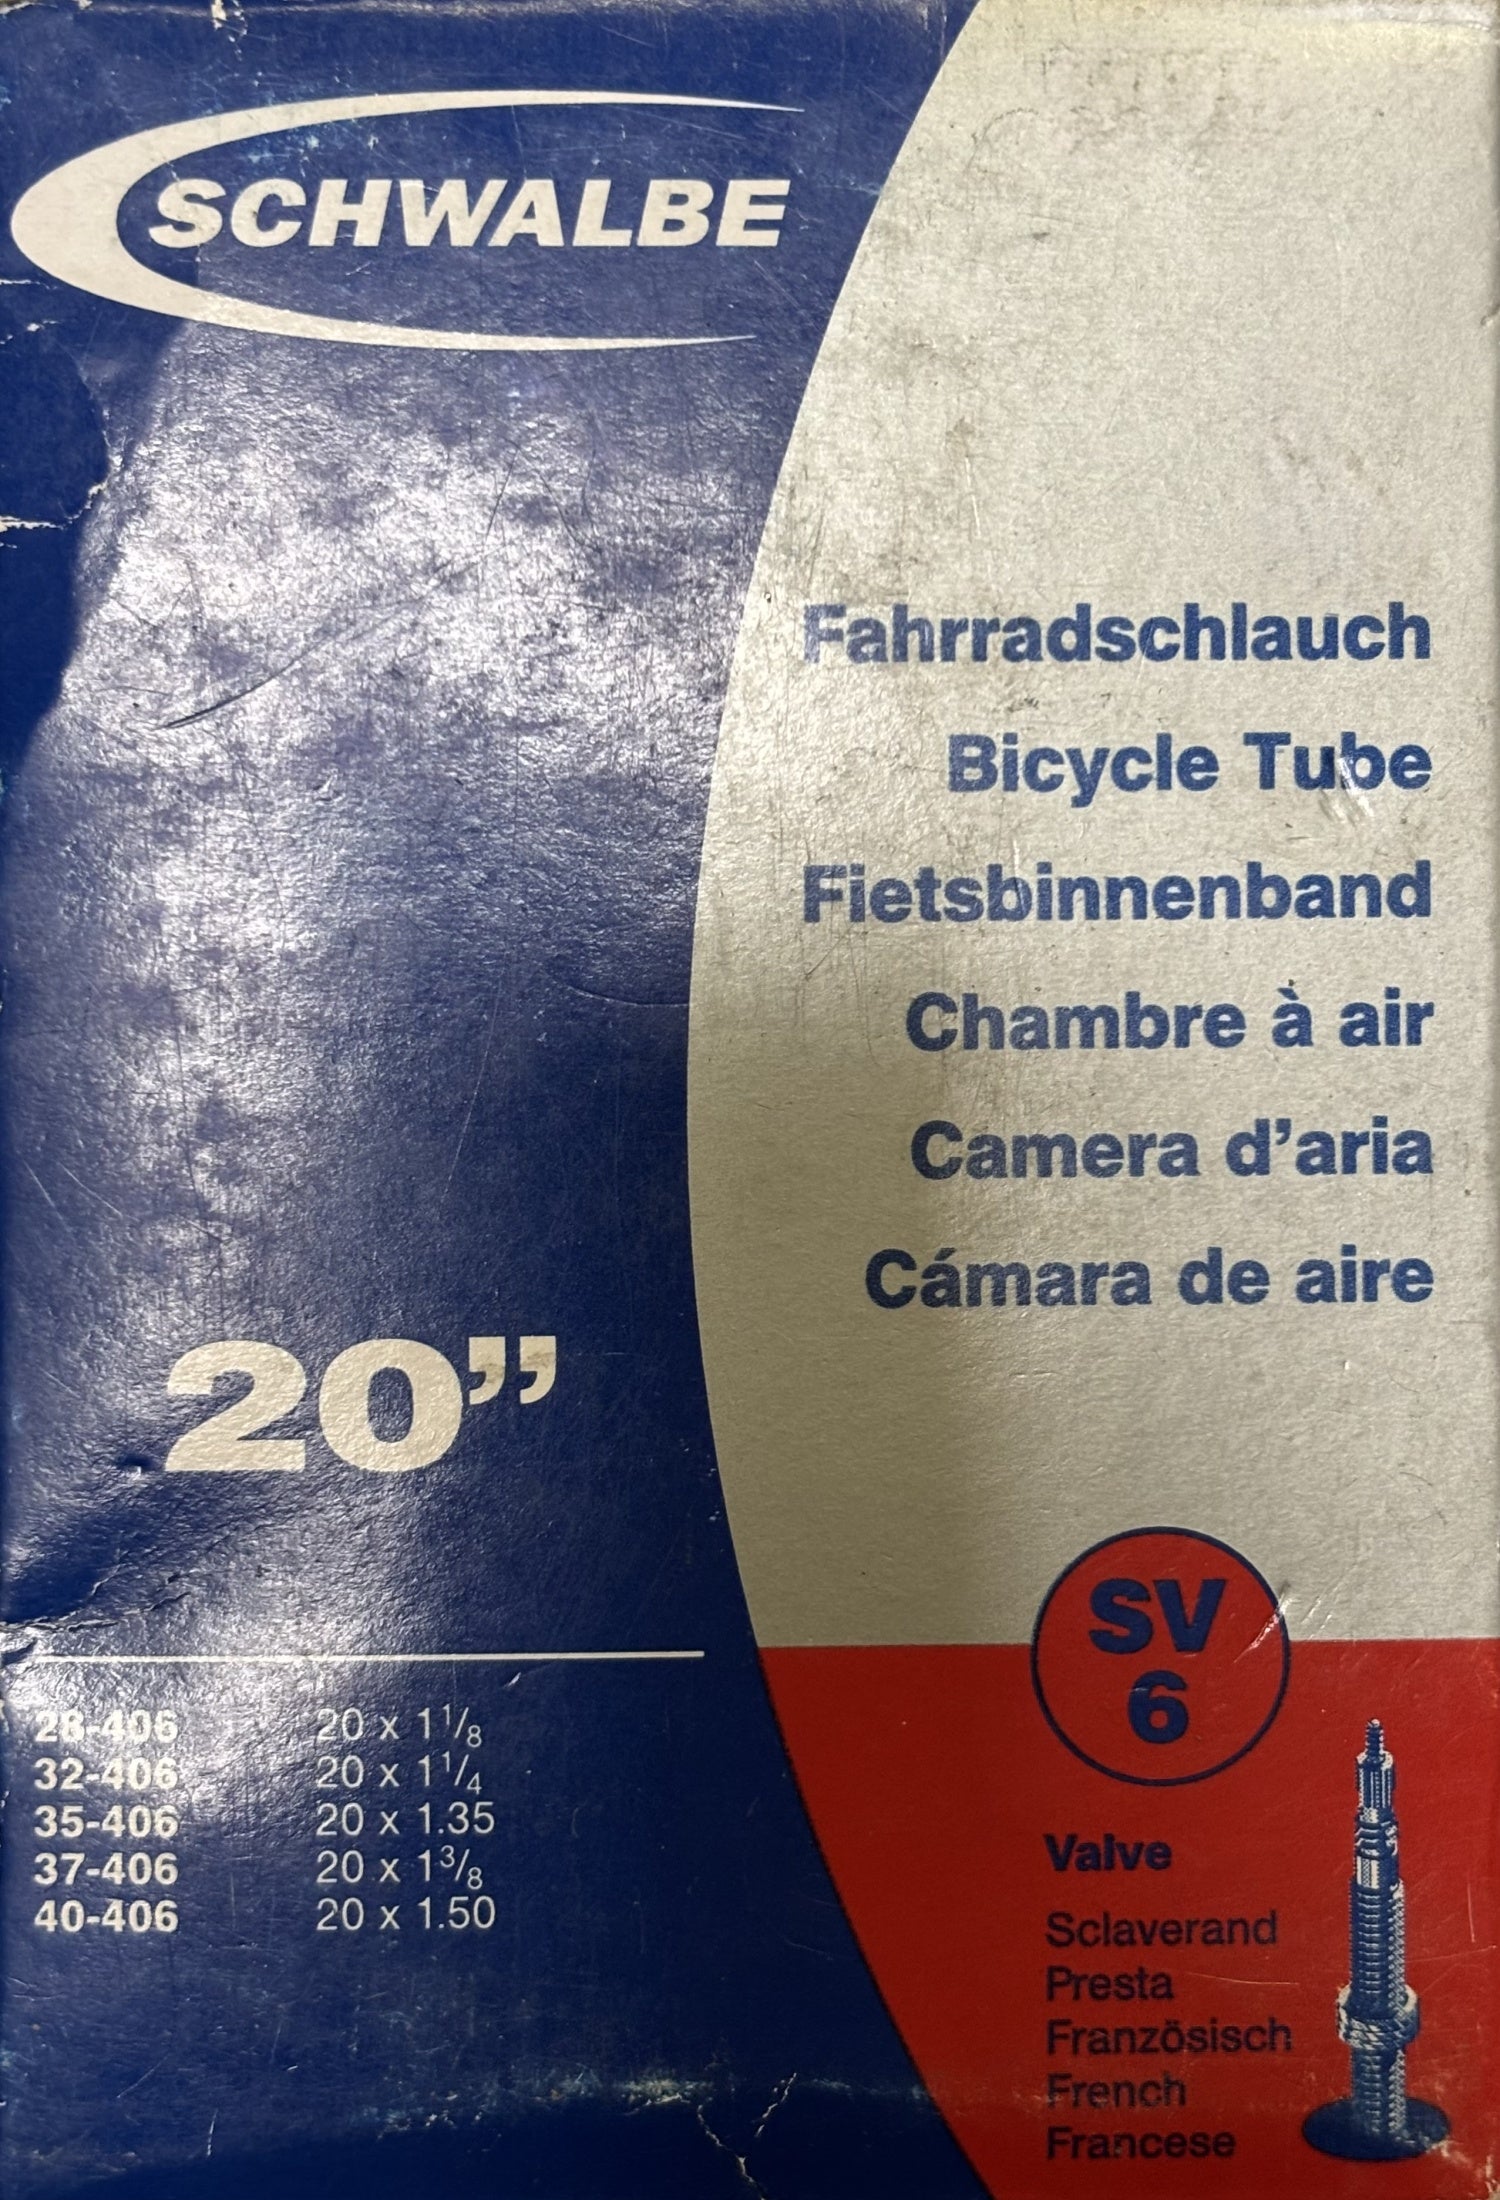 SCHWALBE
Fahrradschlauch
Bicycle Tube
Fietsbinnenband
Chambre à air
Camera d’aria
Cámara de aire
20”
28-406 20 x 1 1/8
32-406 20 x 1 1/4
35-406 20 x 1.35
37-406 20 x 1 3/8
40-406 20 x 1.50
SV
6
Valve
Sclaverand
Presta
Französisch
French
Francese